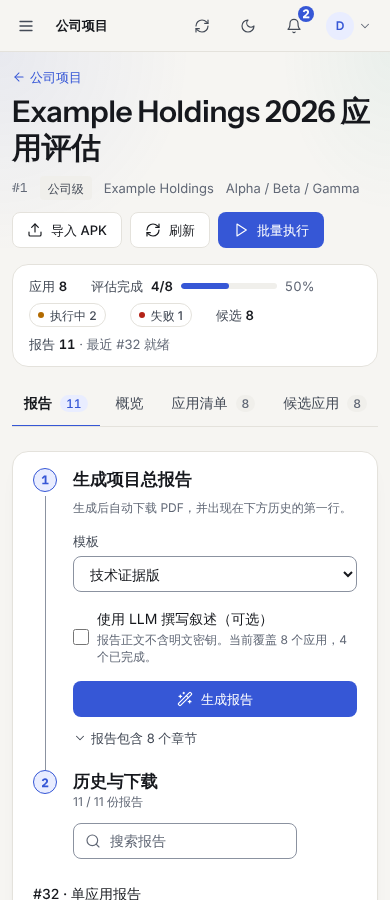 公司项目
2
D
公司项目
Example Holdings 2026 应
用评估
#1 公司级 Example Holdings Alpha / Beta / Gamma
导入 APK 刷新 批量执行
应用 8 评估完成 4/8 50%
执行中 2 失败 1 候选 8
报告 11 · 最近 #32 就绪
报告 11 概览 应用清单 8 候选应用 8
1 生成项目总报告
生成后自动下载 PDF，并出现在下方历史的第一行。
模板
技术证据版
使用 LLM 撰写叙述（可选）
报告正文不含明文密钥。当前覆盖 8 个应用，4
个已完成。
生成报告
报告包含 8 个章节
2 历史与下载
11 / 11 份报告
搜索报告
#32 · 单应用报告